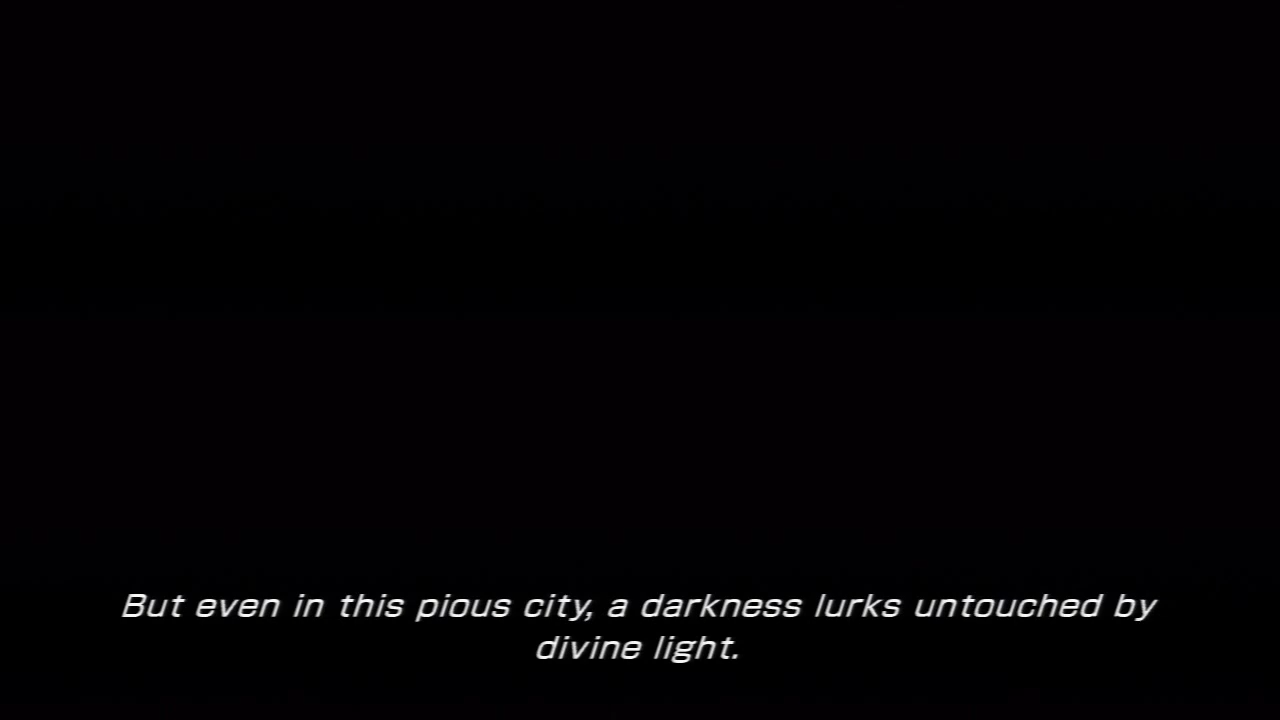 But even in this pious city, a darkness lurks untouched by
divine light.